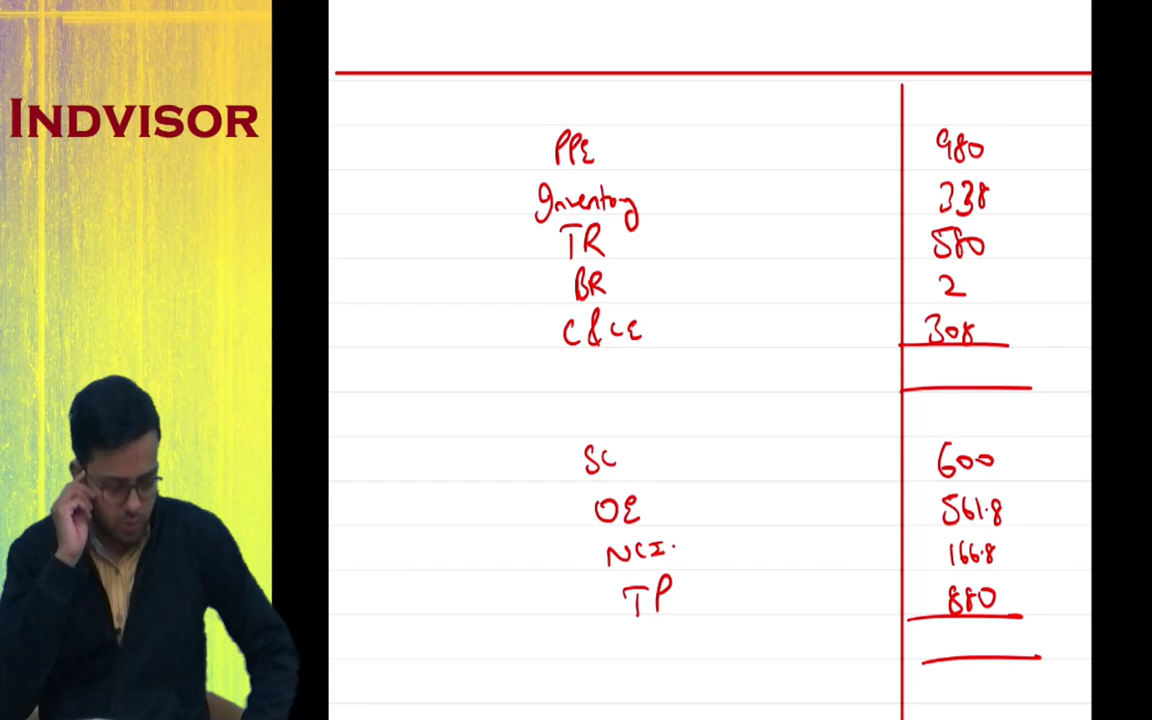 INDVISOR
PPE 980
Inventory 338
TR 580
BR 2
C&CE 308
SC 600
OE 561.8
NCI. 166.8
TP 880